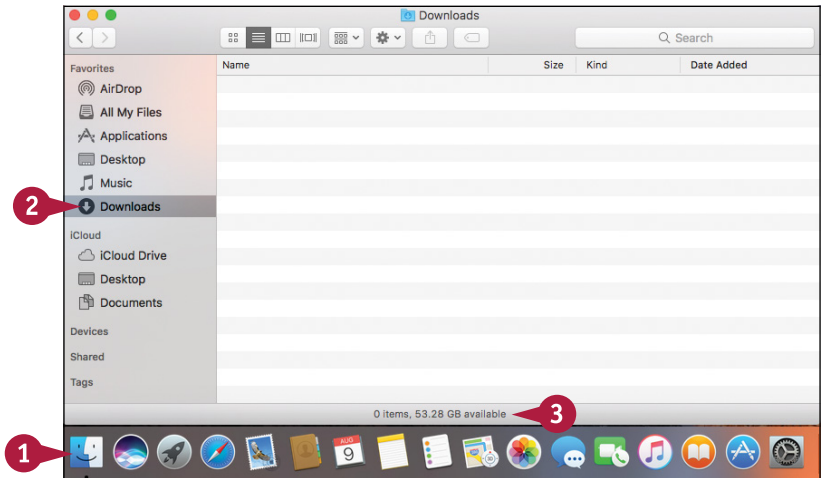 Downloads
Search
Favorites
AirDrop
All My Files
Applications
Desktop
Music
Downloads
iCloud
iCloud Drive
Desktop
Documents
Devices
Shared
Tags
Name Size Kind Date Added
0 items, 53.28 GB available
2
3
1
AUG
9